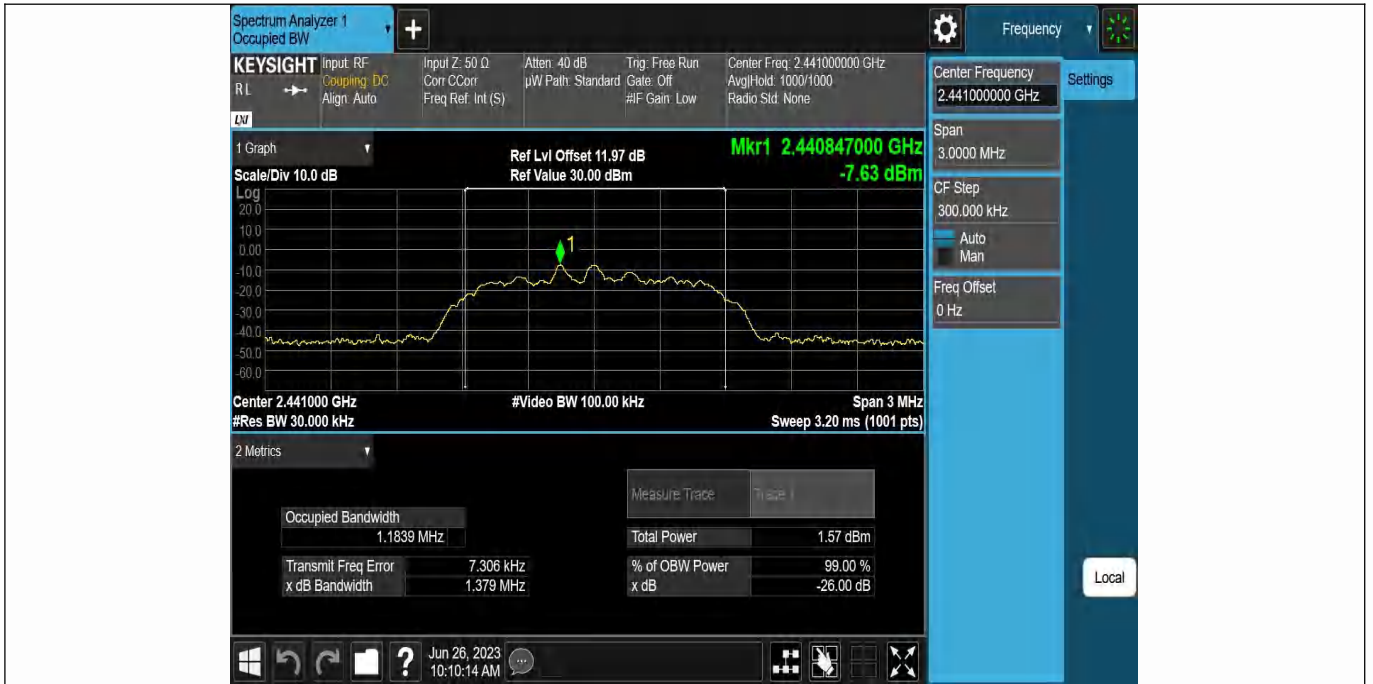 Spectrum Analyzer 1
Occupied BW
+
Frequency
KEYSIGHT
R L
LXI
Input: RF
Coupling: DC
Align: Auto
Input Z: 50 Ω
Corr CCorr
Freq Ref: Int (S)
Atten: 40 dB
µW Path: Standard
Trig: Free Run
Gate: Off
#IF Gain: Low
Center Freq: 2.441000000 GHz
Avg|Hold: 1000/1000
Radio Std: None
Center Frequency
2.441000000 GHz
Settings
Span
3.0000 MHz
CF Step
300.000 kHz
Auto
Man
Freq Offset
0 Hz
Local
1 Graph
Scale/Div 10.0 dB
Ref Lvl Offset 11.97 dB
Ref Value 30.00 dBm
Mkr1 2.440847000 GHz
-7.63 dBm
Log
20.0
10.0
0.00
-10.0
-20.0
-30.0
-40.0
-50.0
-60.0
1
Center 2.441000 GHz
#Video BW 100.00 kHz
Span 3 MHz
#Res BW 30.000 kHz
Sweep 3.20 ms (1001 pts)
2 Metrics
Measure Trace
Trace 1
Occupied Bandwidth
1.1839 MHz
Total Power
1.57 dBm
Transmit Freq Error
7.306 kHz
% of OBW Power
99.00 %
x dB Bandwidth
1.379 MHz
x dB
-26.00 dB
?
Jun 26, 2023
10:10:14 AM